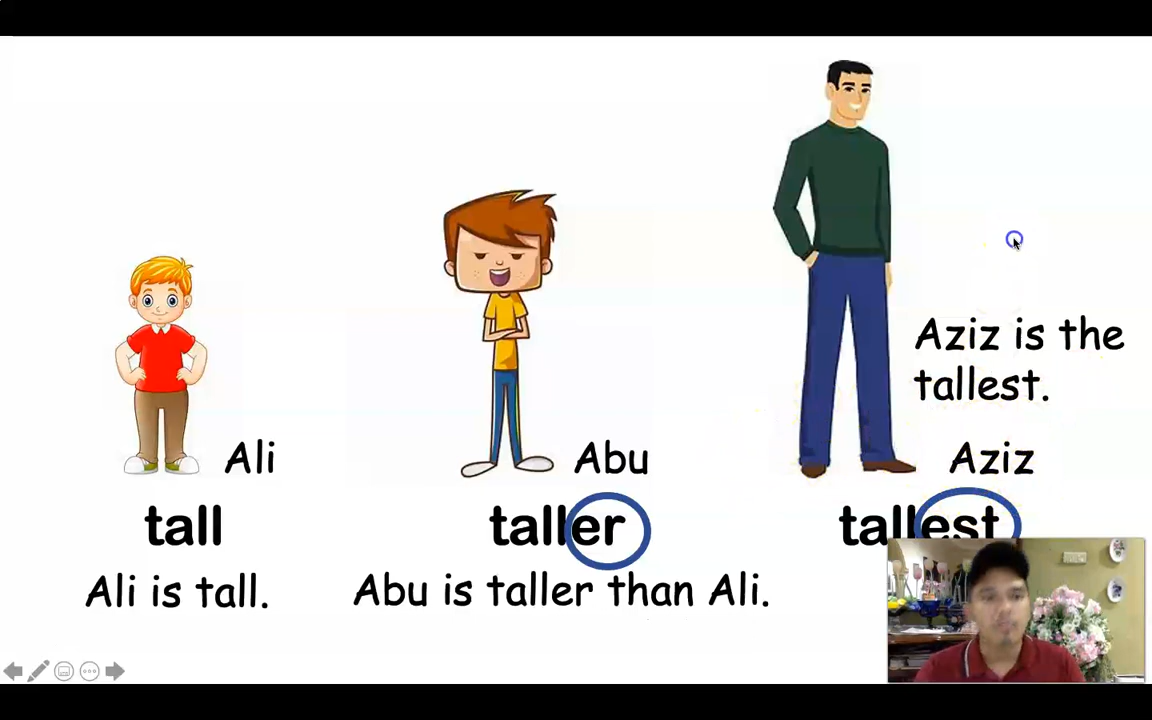 Aziz is the
tallest.
Ali
Abu
Aziz
tall
taller
tallest
Ali is tall.
Abu is taller than Ali.